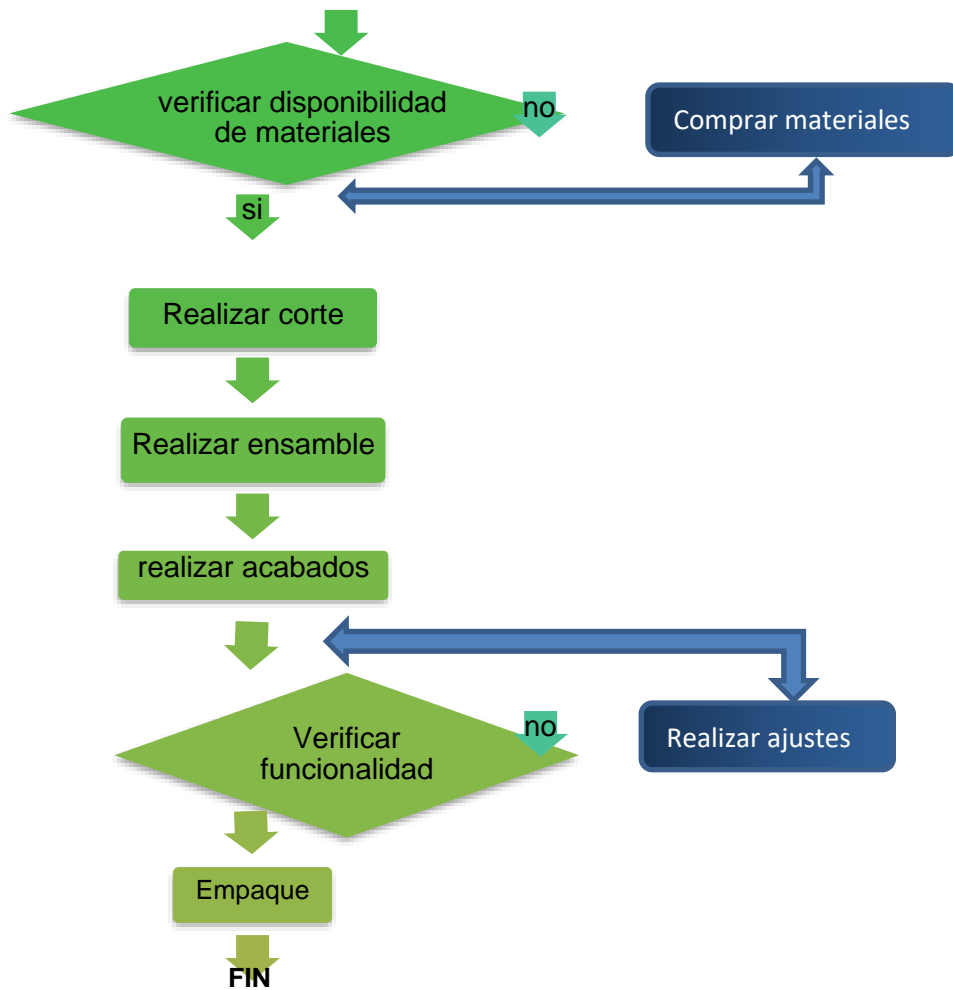 verificar disponibilidad
de materiales
no
Comprar materiales
si
Realizar corte
Realizar ensamble
realizar acabados
Verificar
funcionalidad
no
Realizar ajustes
Empaque
FIN